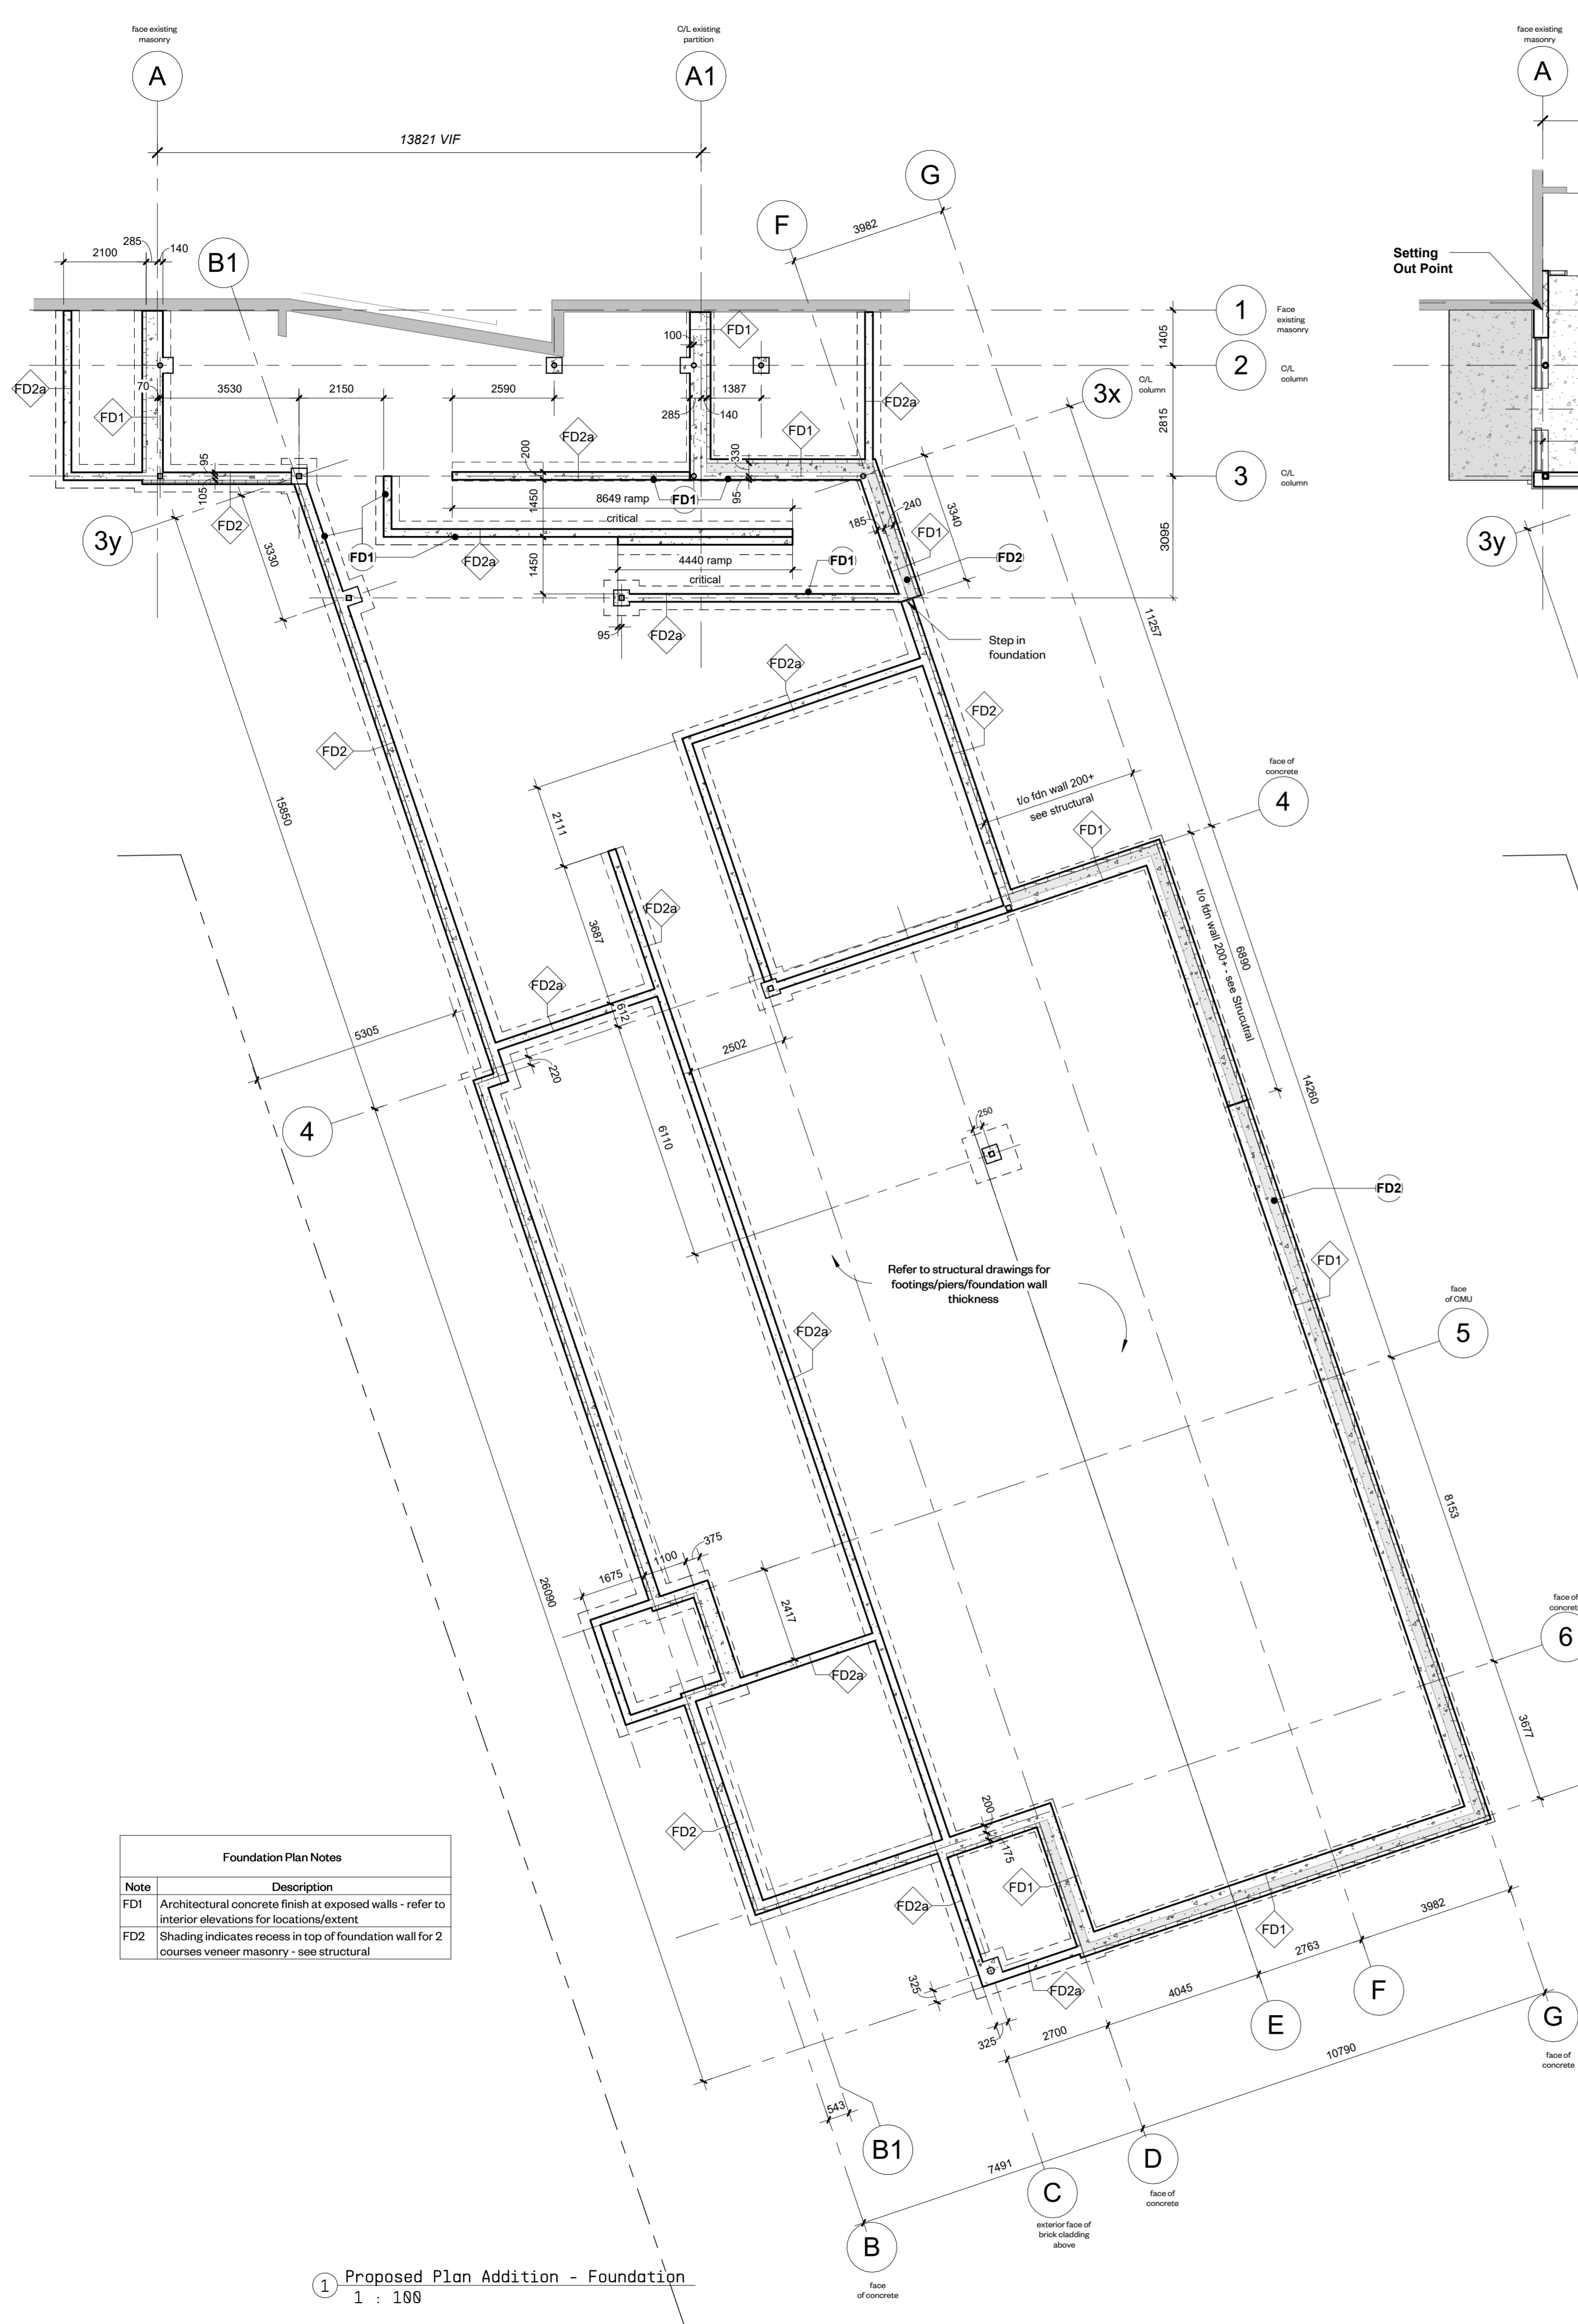 face existing
masonry
C/L existing
partition
face existing
masonry
A
A1
A
13821 VIF
G
F
3982
285
140
2100
B1
Setting
Out Point
1
Face
existing
masonry
1405
100
FD1
2
C/L
column
FD2a
70
3530
2150
2590
1387
3x
C/L
column
FD2a
FD1
285
140
2815
FD2a
FD1
200
330
95
3
C/L
column
105
95
8649 ramp
FD1
critical
1450
FD2
3y
3330
185
240
3340
FD1
3095
3y
FD1
FD2a
1450
4440 ramp
critical
FD1
FD2
11257
95
FD2a
Step in
foundation
FD2a
FD2
FD2
face of
concrete
4
t/o fdn wall 200+
see structural
15850
2111
FD1
FD2a
3687
t/o fdn wall 200+ - see Strucutral
6890
FD2a
612
5305
2502
220
14260
4
6110
250
FD2
FD1
Refer to structural drawings for
footings/piers/foundation wall
thickness
face
of CMU
5
FD2a
8153
375
1100
1675
26090
2417
face of
concrete
6
FD2a
3677
200
175
FD2
FD1
FD2a
FD1
3982
2763
Foundation Plan Notes
Note Description
FD1 Architectural concrete finish at exposed walls - refer to
interior elevations for locations/extent
FD2 Shading indicates recess in top of foundation wall for 2
courses veneer masonry - see structural
325
FD2a
4045
F
G
face of
concrete
325
2700
E
10790
543
B1
D
face of
concrete
7491
C
exterior face of
brick cladding
above
B
face
of concrete
1 Proposed Plan Addition - Foundation
1 : 100